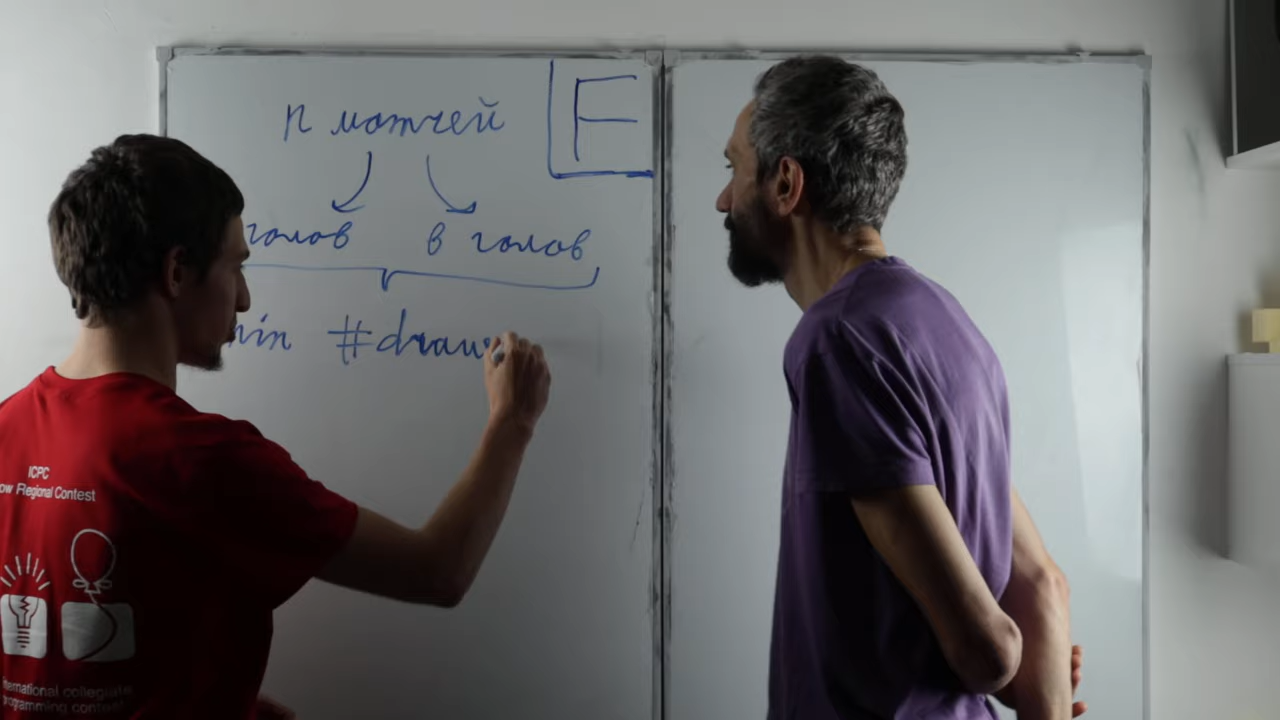 n матчей
F
голов в голов
#draw
ICPC
Regional Contest
international collegiate
programming contest